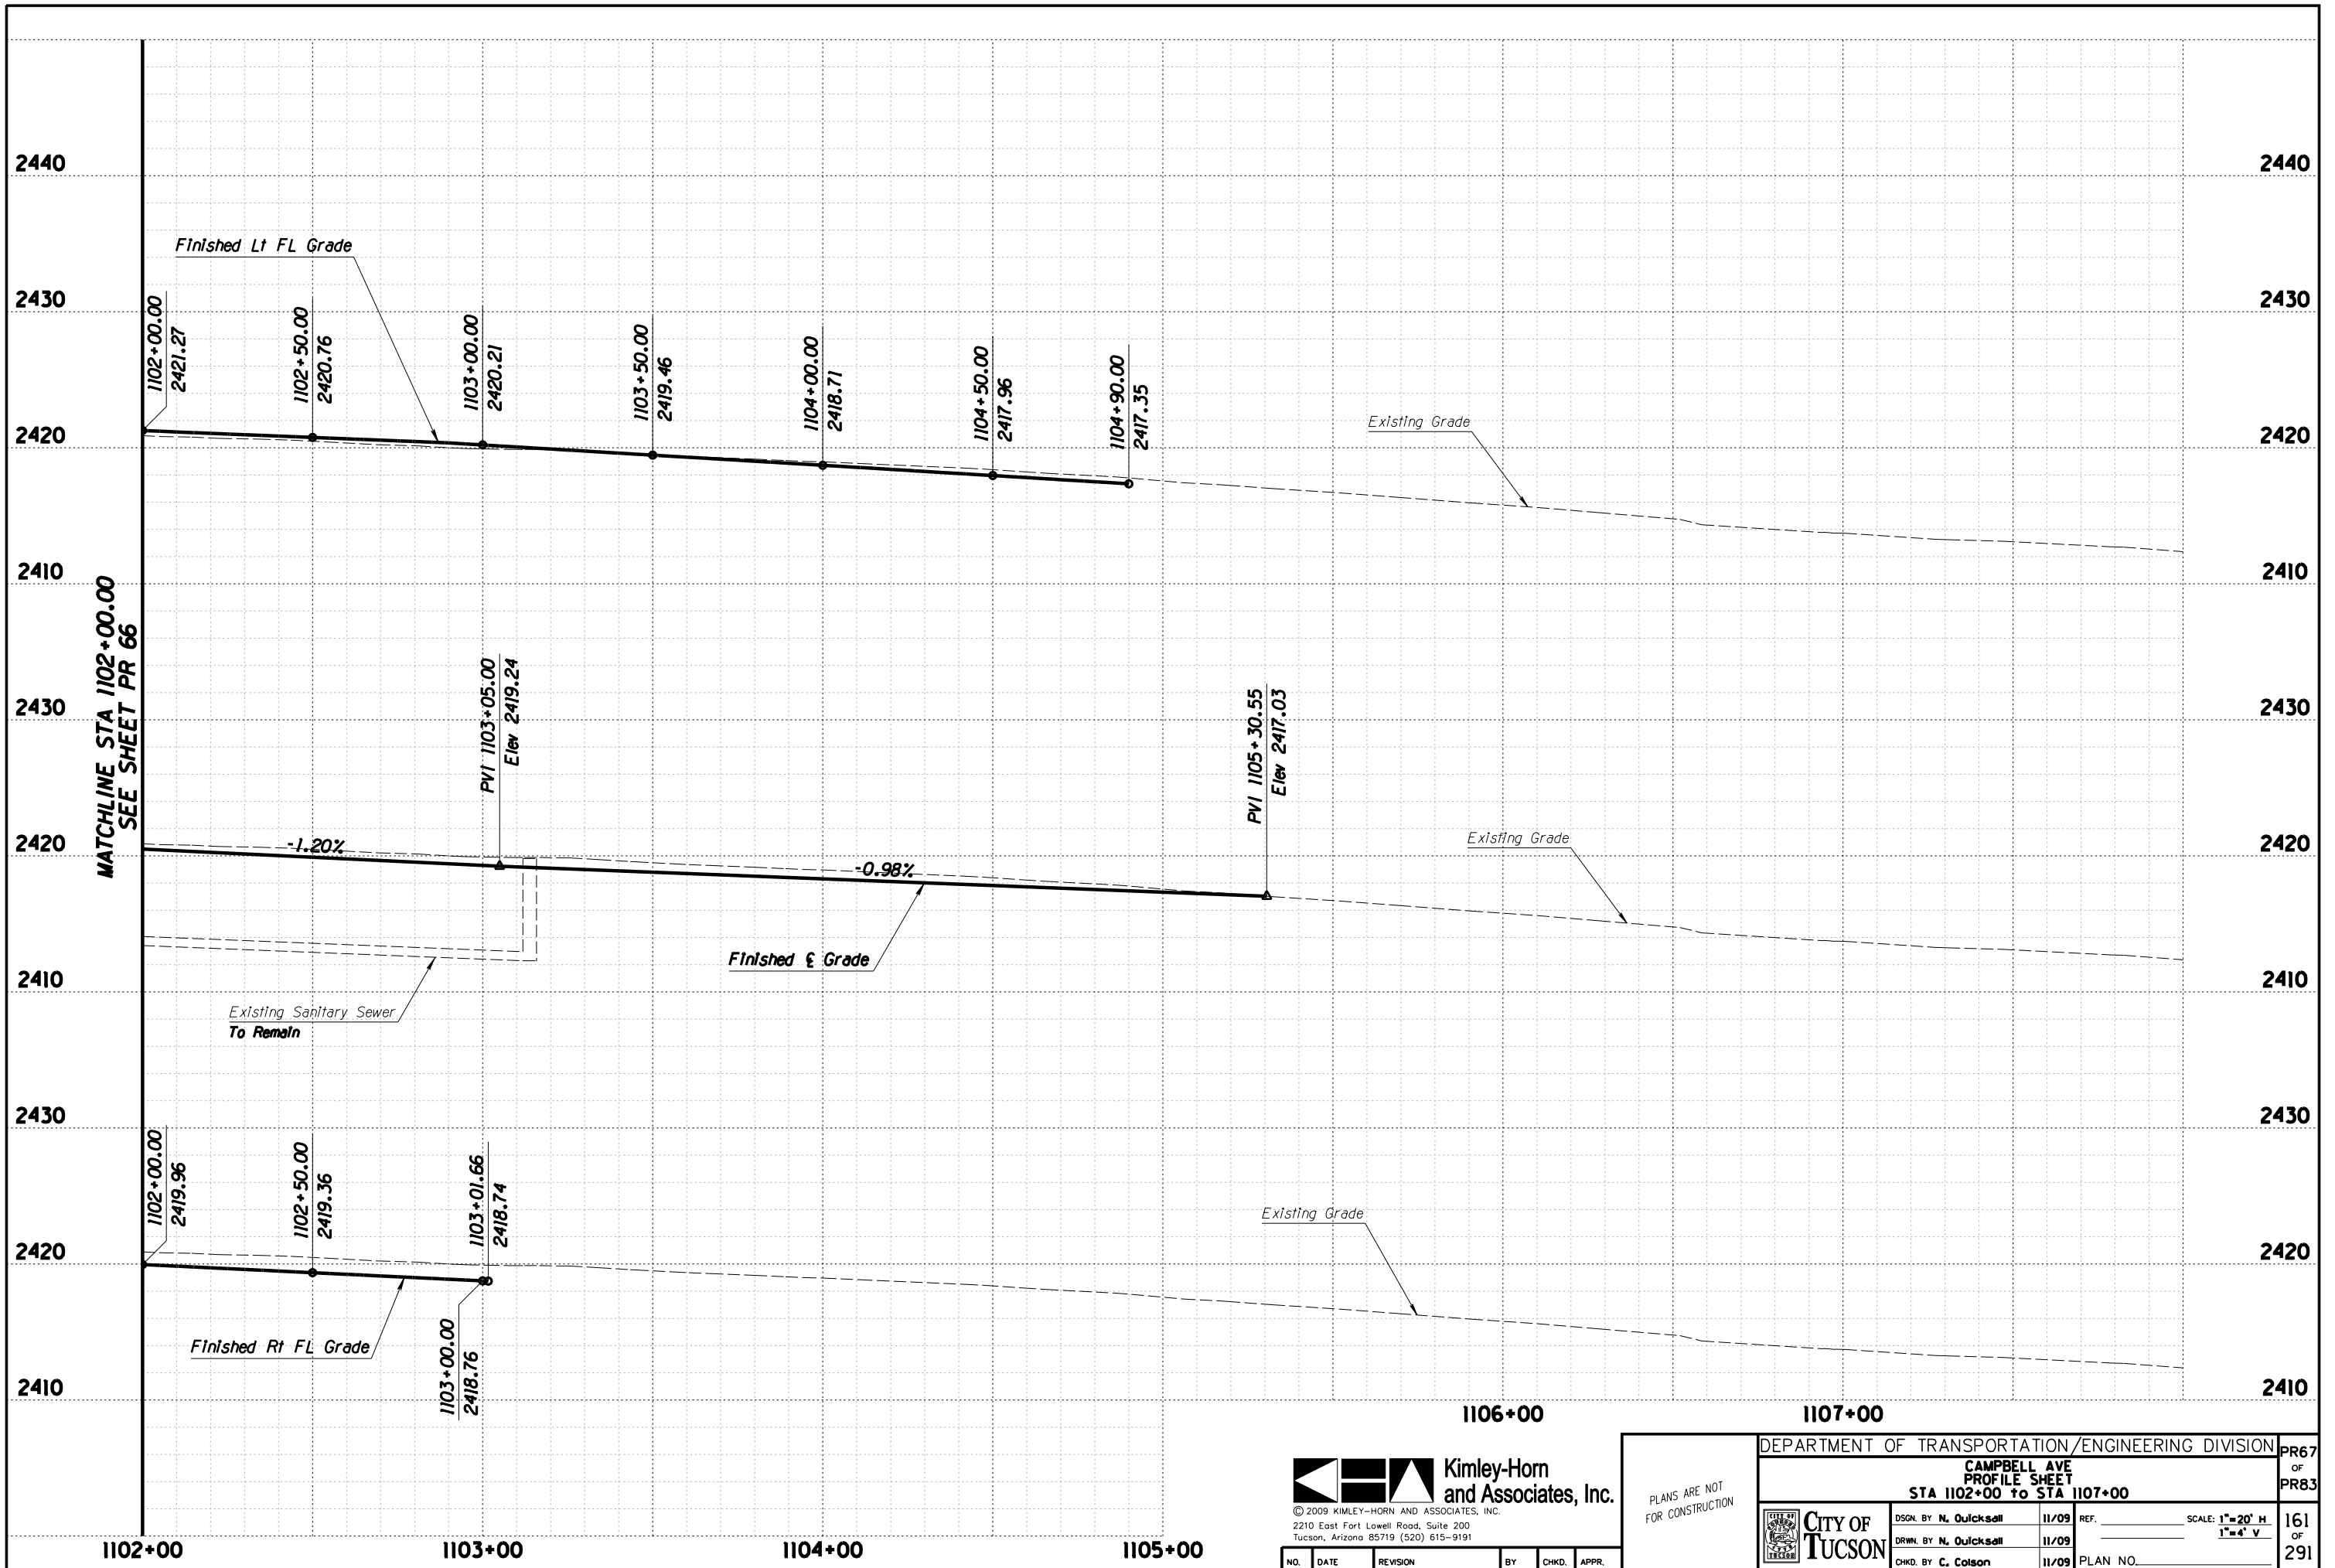 2440
2440
Finished Lt FL Grade
2430
2430
1102+00.00
2421.27
1102+50.00
2420.76
1103+00.00
2420.21
1103+50.00
2419.46
1104+00.00
2418.71
1104+50.00
2417.96
1104+90.00
2417.35
Existing Grade
2420
2420
2410
2410
MATCHLINE STA 1102+00.00
SEE SHEET PR 66
PVI 1103+05.00
Elev 2419.24
PVI 1105+30.55
Elev 2417.03
2430
2430
Existing Grade
2420
2420
-1.20%
-0.98%
Finished ℄ Grade
2410
2410
Existing Sanitary Sewer
To Remain
2430
2430
1102+00.00
2419.96
1102+50.00
2419.36
1103+01.66
2418.74
Existing Grade
2420
2420
Finished Rt FL Grade
1103+00.00
2418.76
2410
2410
1106+00
1107+00
1102+00
1103+00
1104+00
1105+00
Kimley-Horn
and Associates, Inc.
© 2009 KIMLEY-HORN AND ASSOCIATES, INC.
2210 East Fort Lowell Road, Suite 200
Tucson, Arizona 85719 (520) 615-9191
NO. DATE REVISION BY CHKD. APPR.
PLANS ARE NOT
FOR CONSTRUCTION
DEPARTMENT OF TRANSPORTATION/ENGINEERING DIVISION
CAMPBELL AVE
PROFILE SHEET
STA 1102+00 to STA 1107+00
PR67
OF
PR83
CITY OF
TUCSON
DSGN. BY N. Quicksall 11/09
DRWN. BY N. Quicksall 11/09
CHKD. BY C. Colson 11/09
REF.
SCALE: 1"=20' H
1"=4' V
PLAN NO.
161
OF
291